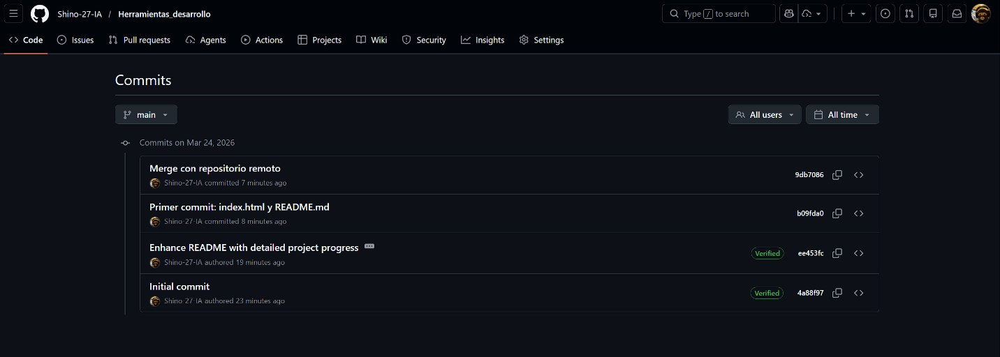 Shino-27-IA / Herramientas_desarrollo
Type / to search
Code Issues Pull requests Agents Actions Projects Wiki Security Insights Settings
Commits
main
All users All time
Commits on Mar 24, 2026
Merge con repositorio remoto
Shino-27-IA committed 7 minutes ago
9db7086
Primer commit: index.html y README.md
Shino-27-IA committed 8 minutes ago
b09fda0
Enhance README with detailed project progress
Shino-27-IA authored 19 minutes ago
Verified ee453fc
Initial commit
Shino-27-IA authored 23 minutes ago
Verified 4a88f97